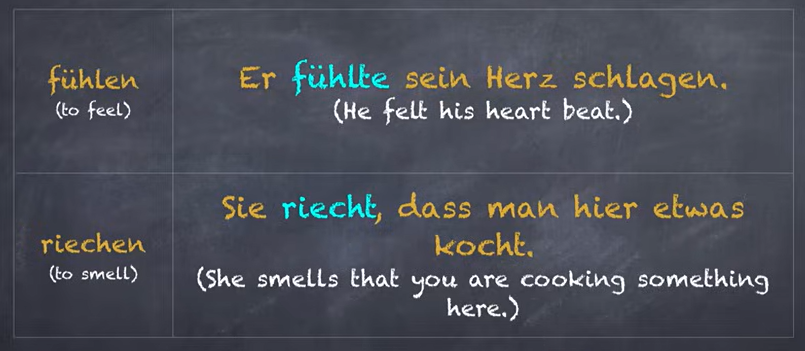 fühlen
(to feel)
Er fühlte sein Herz schlagen.
(He felt his heart beat.)
riechen
(to smell)
Sie riecht, dass man hier etwas
kocht.
(She smells that you are cooking something
here.)